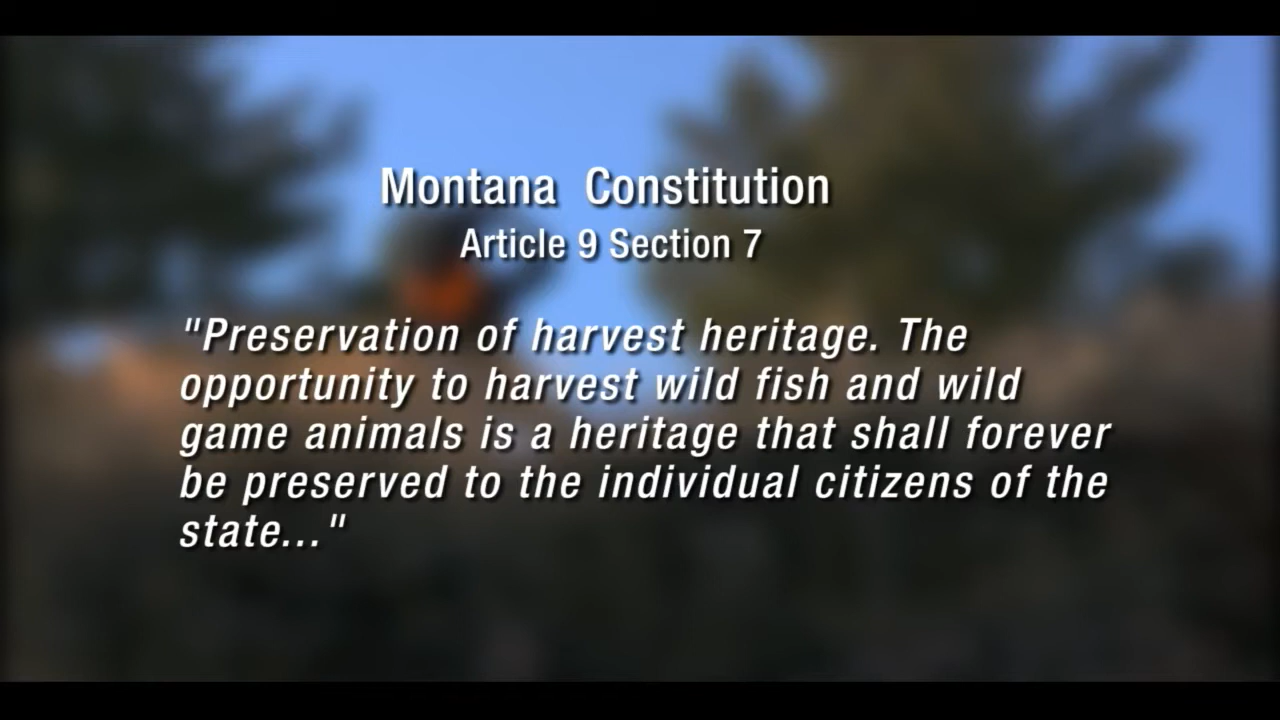 Montana Constitution
Article 9 Section 7
"Preservation of harvest heritage. The
opportunity to harvest wild fish and wild
game animals is a heritage that shall forever
be preserved to the individual citizens of the
state..."